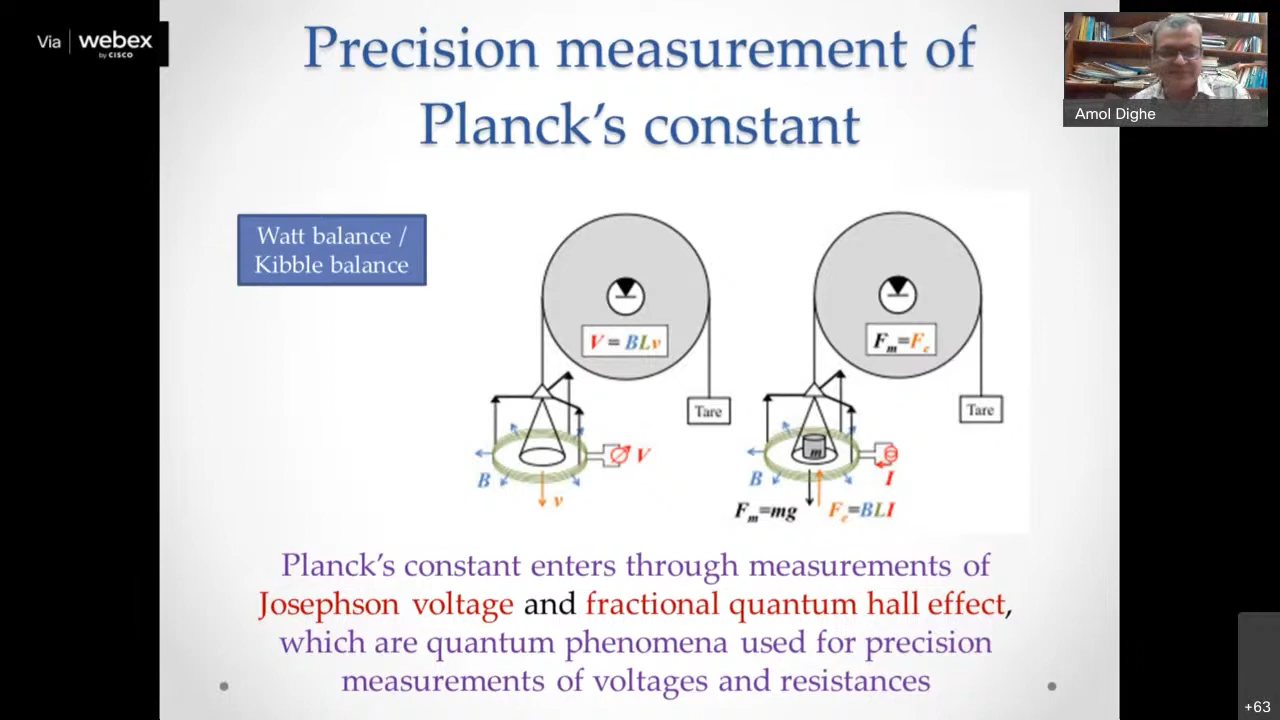 Via webex
by CISCO
Precision measurement of
Planck's constant
Amol Dighe
Watt balance /
Kibble balance
V = BLv
Fm=Fe
Tare
Tare
V
B
v
m
B
I
Fm=mg
Fe=BLI
Planck's constant enters through measurements of
Josephson voltage and fractional quantum hall effect,
which are quantum phenomena used for precision
measurements of voltages and resistances
+63